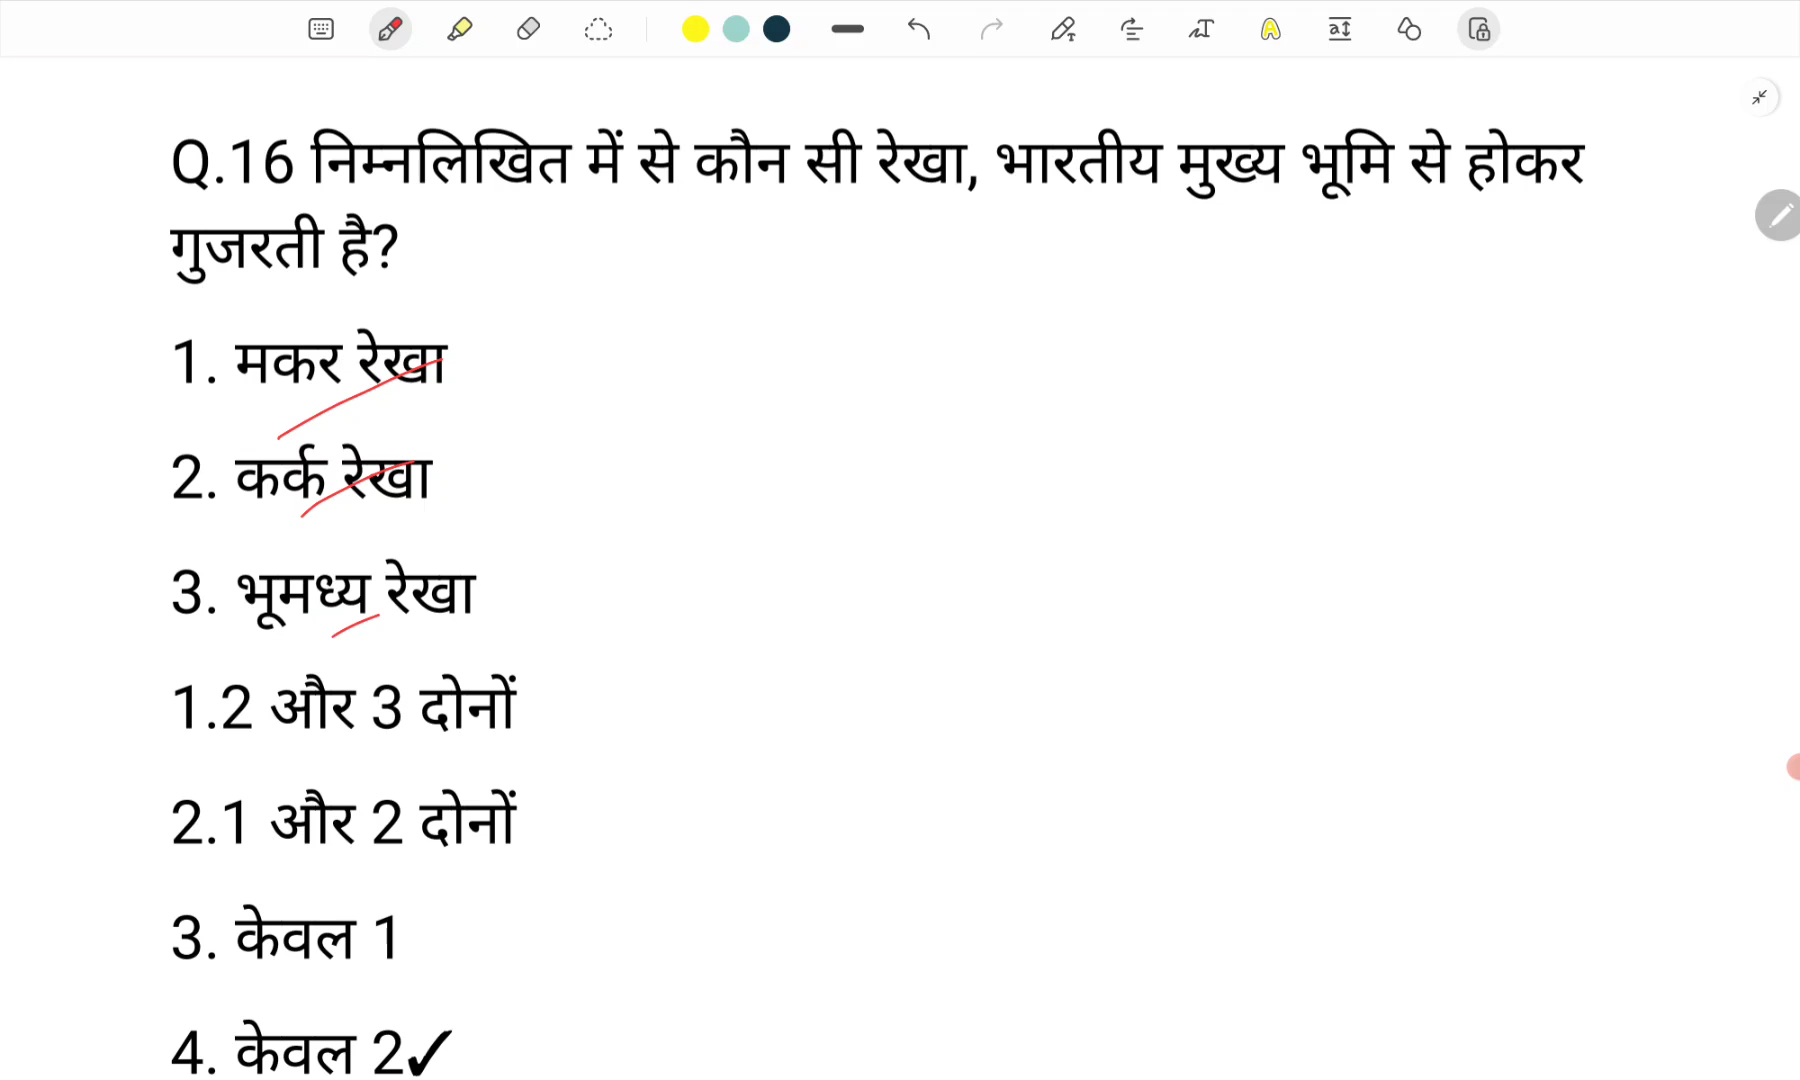 Q.16 निम्नलिखित में से कौन सी रेखा, भारतीय मुख्य भूमि से होकर
गुजरती है?
1. मकर रेखा
2. कर्क रेखा
3. भूमध्य रेखा
1.2 और 3 दोनों
2.1 और 2 दोनों
3. केवल 1
4. केवल 2✓